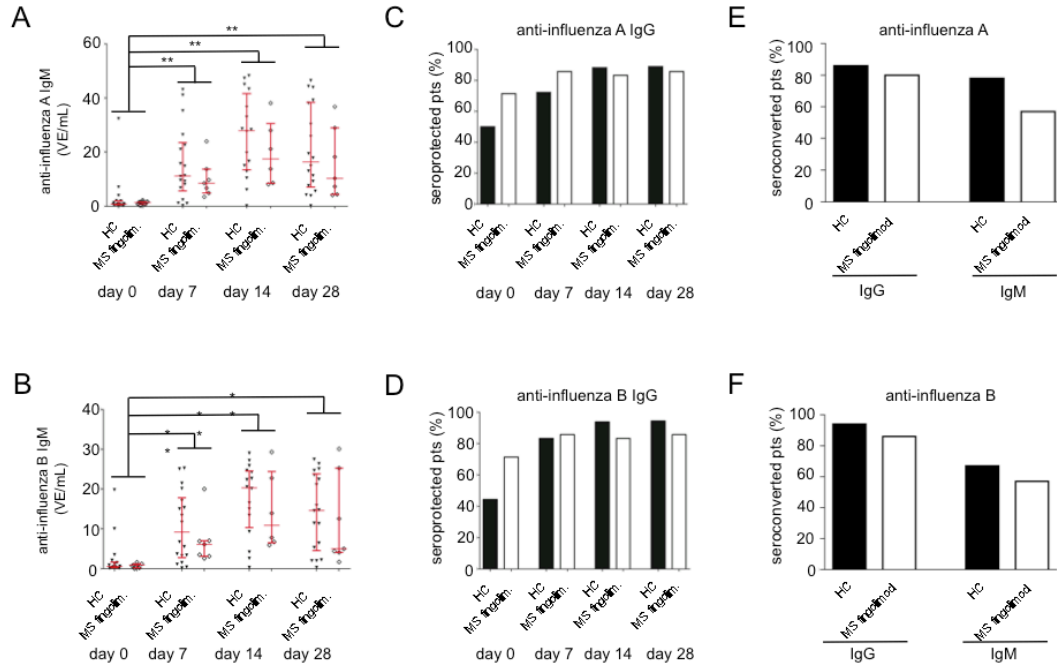 A
anti-influenza A IgM
(VE/mL)
60
40
20
0
**
**
**
HC
MS fingolim.
HC
MS fingolim.
HC
MS fingolim.
HC
MS fingolim.
day 0
day 7
day 14
day 28
C
anti-influenza A IgG
seroprotected pts (%)
100
80
60
40
20
0
HC
MS fingolim.
HC
MS fingolim.
HC
MS fingolim.
HC
MS fingolim.
day 0
day 7
day 14
day 28
E
anti-influenza A
seroconverted pts (%)
100
80
60
40
20
0
HC
MS fingolimod
HC
MS fingolimod
IgG
IgM
B
anti-influenza B IgM
(VE/mL)
40
30
20
10
0
*
* *
* *
*
HC
MS fingolim.
HC
MS fingolim.
HC
MS fingolim.
HC
MS fingolim.
day 0
day 7
day 14
day 28
D
anti-influenza B IgG
seroprotected pts (%)
100
80
60
40
20
0
HC
MS fingolim.
HC
MS fingolim.
HC
MS fingolim.
HC
MS fingolim.
day 0
day 7
day 14
day 28
F
anti-influenza B
seroconverted pts (%)
100
80
60
40
20
0
HC
MS fingolimod
HC
MS fingolimod
IgG
IgM